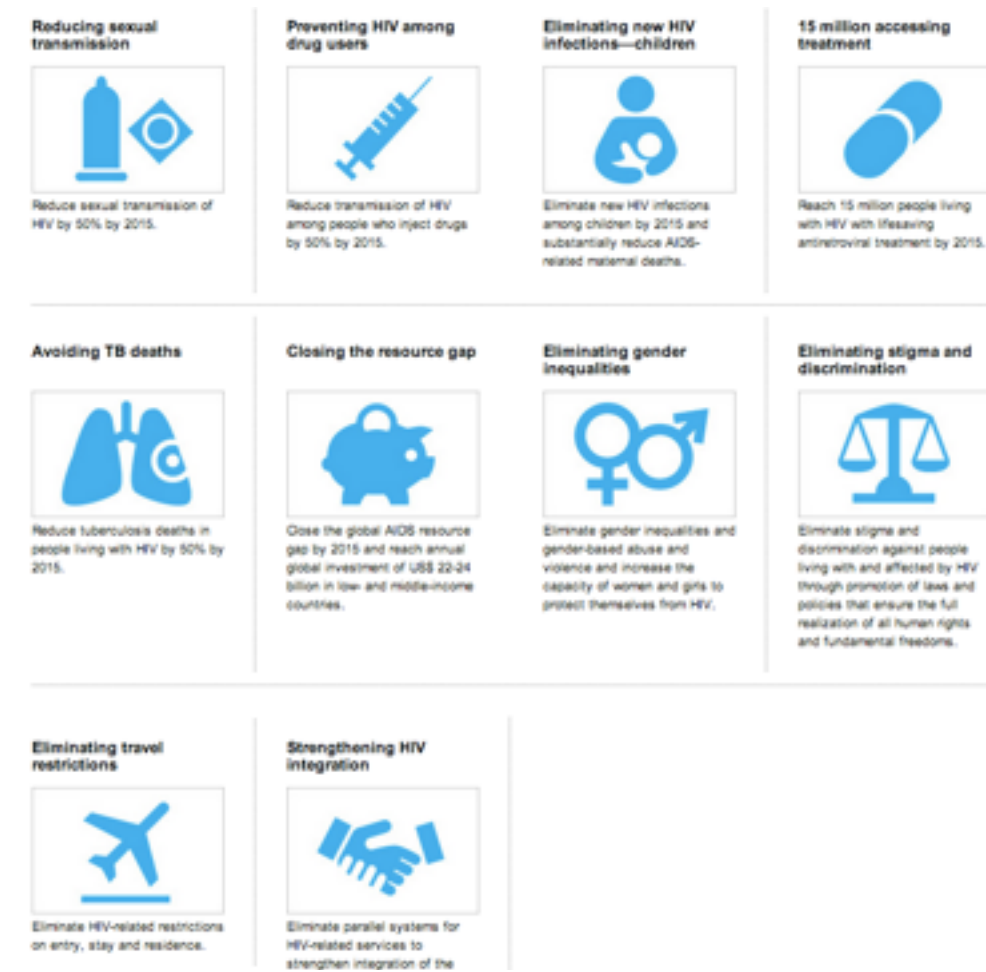 Reducing sexual
transmission
Reduce sexual transmission of
HIV by 50% by 2015.
Preventing HIV among
drug users
Reduce transmission of HIV
among people who inject drugs
by 50% by 2015.
Eliminating new HIV
infections—children
Eliminate new HIV infections
among children by 2015 and
substantially reduce AIDS-
related maternal deaths.
15 million accessing
treatment
Reach 15 million people living
with HIV with lifesaving
antiretroviral treatment by 2015.
Avoiding TB deaths
Reduce tuberculosis deaths in
people living with HIV by 50% by
2015.
Closing the resource gap
Close the global AIDS resource
gap by 2015 and reach annual
global investment of US$ 22-24
billion in low- and middle-income
countries.
Eliminating gender
inequalities
Eliminate gender inequalities and
gender-based abuse and
violence and increase the
capacity of women and girls to
protect themselves from HIV.
Eliminating stigma and
discrimination
Eliminate stigma and
discrimination against people
living with and affected by HIV
through promotion of laws and
policies that ensure the full
realization of all human rights
and fundamental freedoms.
Eliminating travel
restrictions
Eliminate HIV-related restrictions
on entry, stay and residence.
Strengthening HIV
integration
Eliminate parallel systems for
HIV-related services to
strengthen integration of the